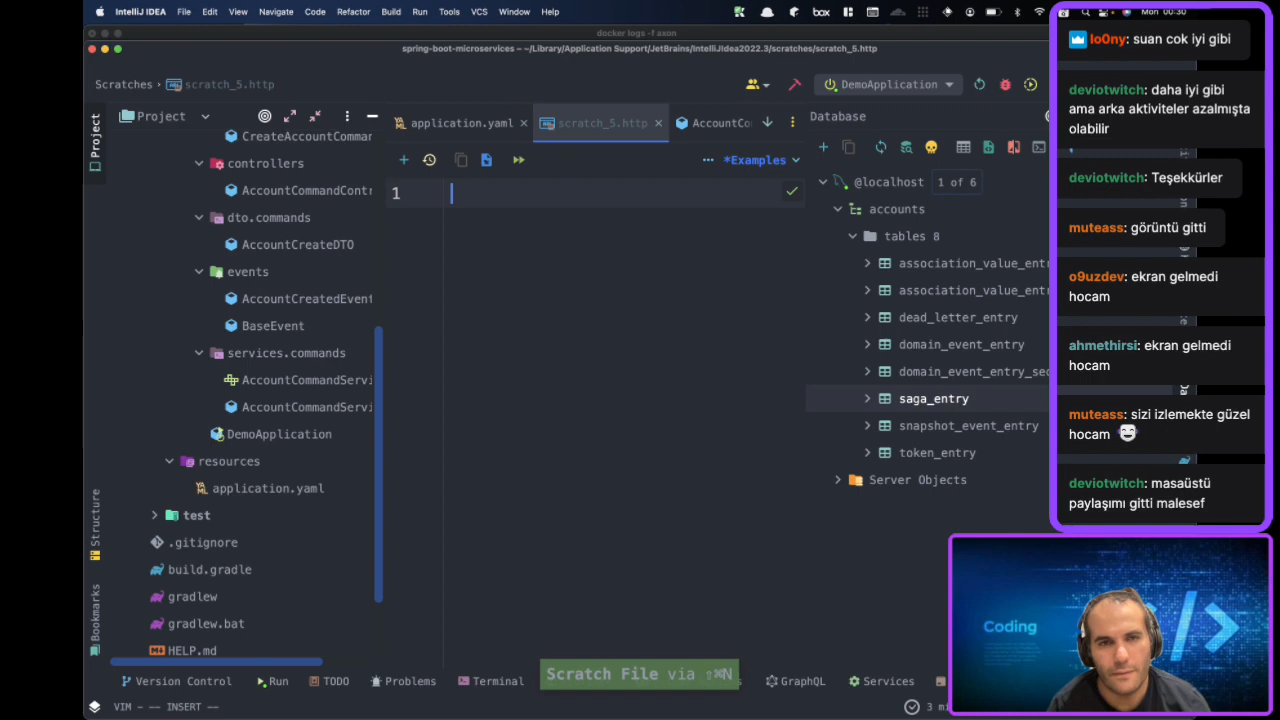 IntelliJ IDEA File Edit View Navigate Code Refactor Build Run Tools VCS Window Help
box
Mon 00:30
docker logs -f axon
spring-boot-microservices – ~/Library/Application Support/JetBrains/IntelliJIdea2022.3/scratches/scratch_5.http
Scratches > scratch_5.http
DemoApplication
Project
Project
CreateAccountCommar
controllers
AccountCommandContr
dto.commands
AccountCreateDTO
events
AccountCreatedEvent
BaseEvent
services.commands
AccountCommandServi
AccountCommandServi
DemoApplication
resources
application.yaml
test
.gitignore
build.gradle
gradlew
gradlew.bat
HELP.md
Structure
Bookmarks
application.yaml
scratch_5.http
AccountCo
*Examples
1
Scratch File via ⇧⌘N
Database
@localhost 1 of 6
accounts
tables 8
association_value_entr
association_value_entr
dead_letter_entry
domain_event_entry
domain_event_entry_sec
saga_entry
snapshot_event_entry
token_entry
Server Objects
Version Control Run TODO Problems Terminal GraphQL Services
VIM – –– INSERT ––
3 mi
lo0ny: suan cok iyi gibi
deviotwitch: daha iyi gibi
ama arka aktiviteler azalmışta
olabilir
deviotwitch: Teşekkürler
muteass: görüntü gitti
o9uzdev: ekran gelmedi
hocam
ahmethirsi: ekran gelmedi
hocam
muteass: sizi izlemekte güzel
hocam
deviotwitch: masaüstü
paylaşımı gitti malesef
Coding